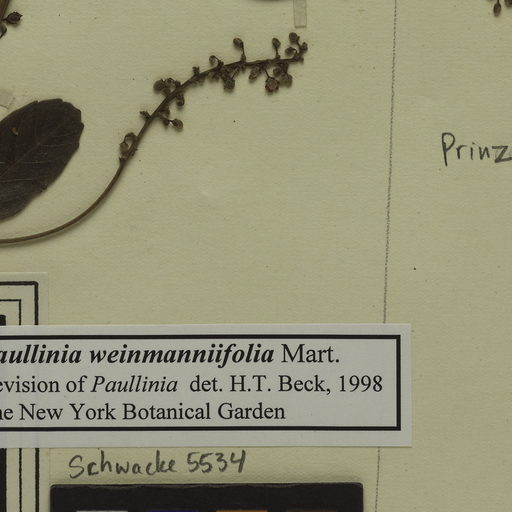 Prinz
aullinia weinmanniifolia Mart.
evision of Paullinia det. H.T. Beck, 1998
he New York Botanical Garden
Schwacke 5534